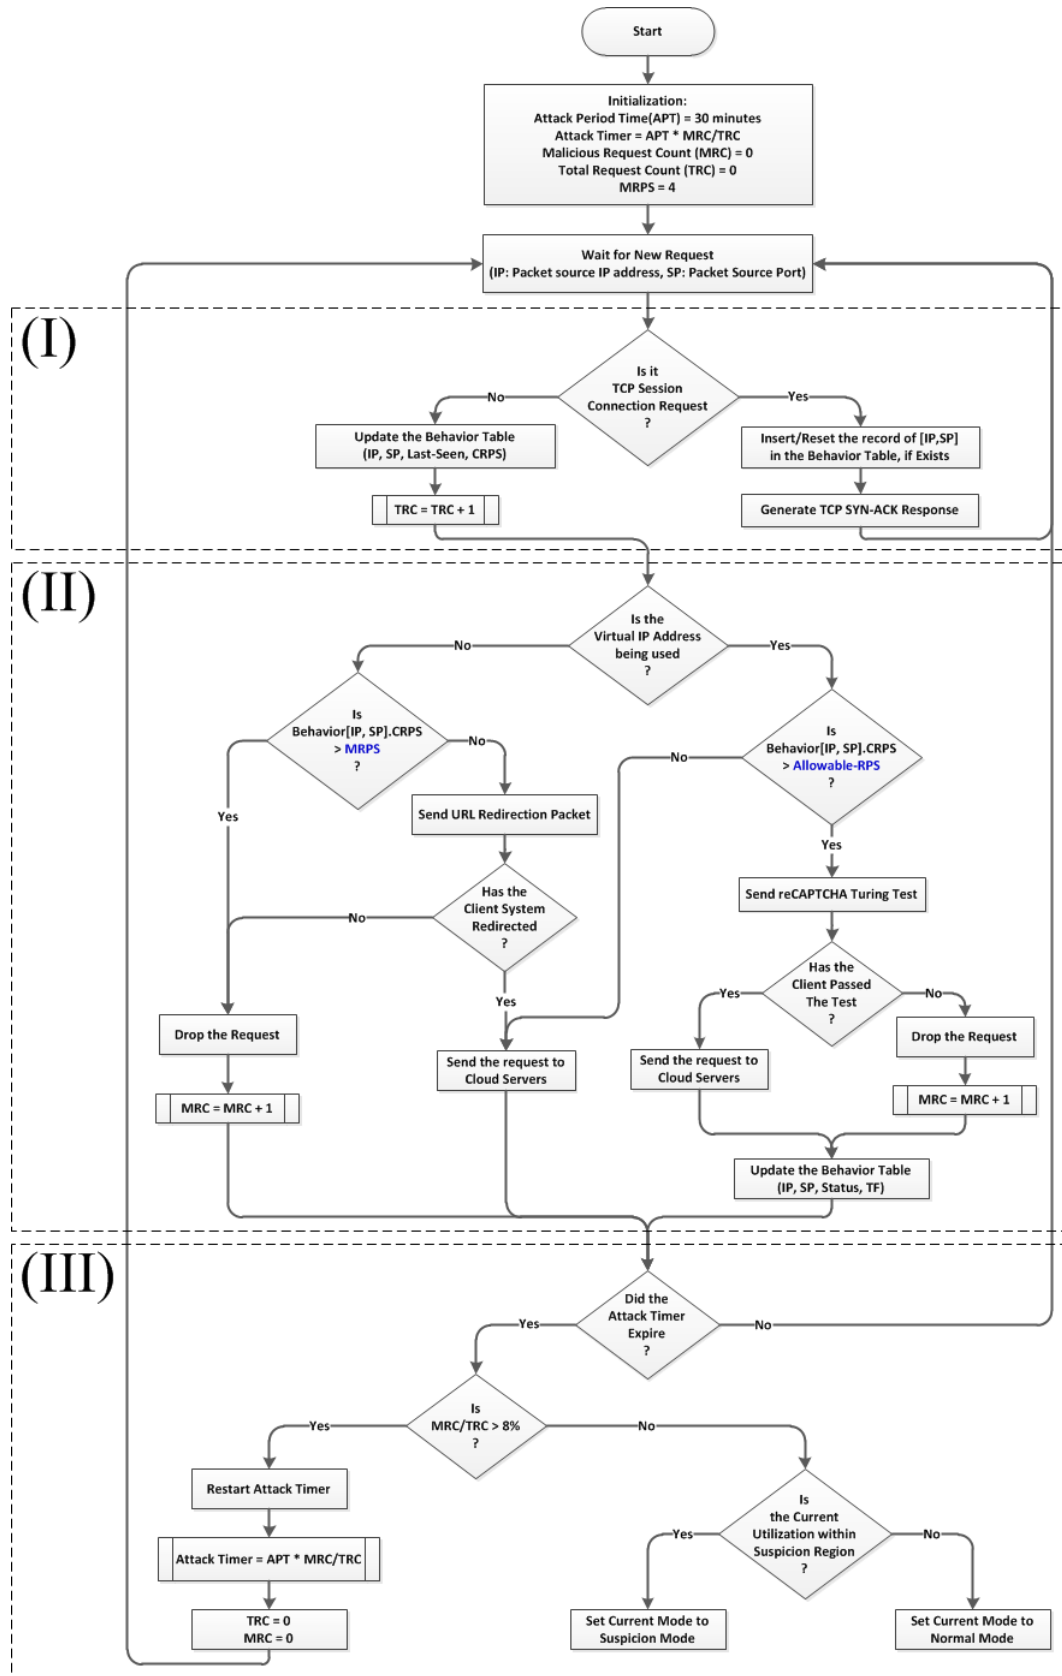 Start
Initialization:
Attack Period Time(APT) = 30 minutes
Attack Timer = APT * MRC/TRC
Malicious Request Count (MRC) = 0
Total Request Count (TRC) = 0
MRPS = 4
Wait for New Request
(IP: Packet source IP address, SP: Packet Source Port)
(I)
Is it
TCP Session
Connection Request
?
No
Yes
Update the Behavior Table
(IP, SP, Last-Seen, CRPS)
TRC = TRC + 1
Insert/Reset the record of [IP,SP]
in the Behavior Table, if Exists
Generate TCP SYN-ACK Response
(II)
Is the
Virtual IP Address
being used
?
No
Yes
Is
Behavior[IP, SP].CRPS
> MRPS
?
No
Yes
Send URL Redirection Packet
Has the
Client System
Redirected
?
No
Yes
Drop the Request
MRC = MRC + 1
Send the request to
Cloud Servers
Is
Behavior[IP, SP].CRPS
> Allowable-RPS
?
No
Yes
Send reCAPTCHA Turing Test
Has the
Client Passed
The Test
?
Yes
No
Send the request to
Cloud Servers
Drop the Request
MRC = MRC + 1
Update the Behavior Table
(IP, SP, Status, TF)
(III)
Did the
Attack Timer
Expire
?
Yes
No
Is
MRC/TRC > 8%
?
Yes
No
Restart Attack Timer
Attack Timer = APT * MRC/TRC
TRC = 0
MRC = 0
Is
the Current
Utilization within
Suspicion Region
?
Yes
No
Set Current Mode to
Suspicion Mode
Set Current Mode to
Normal Mode